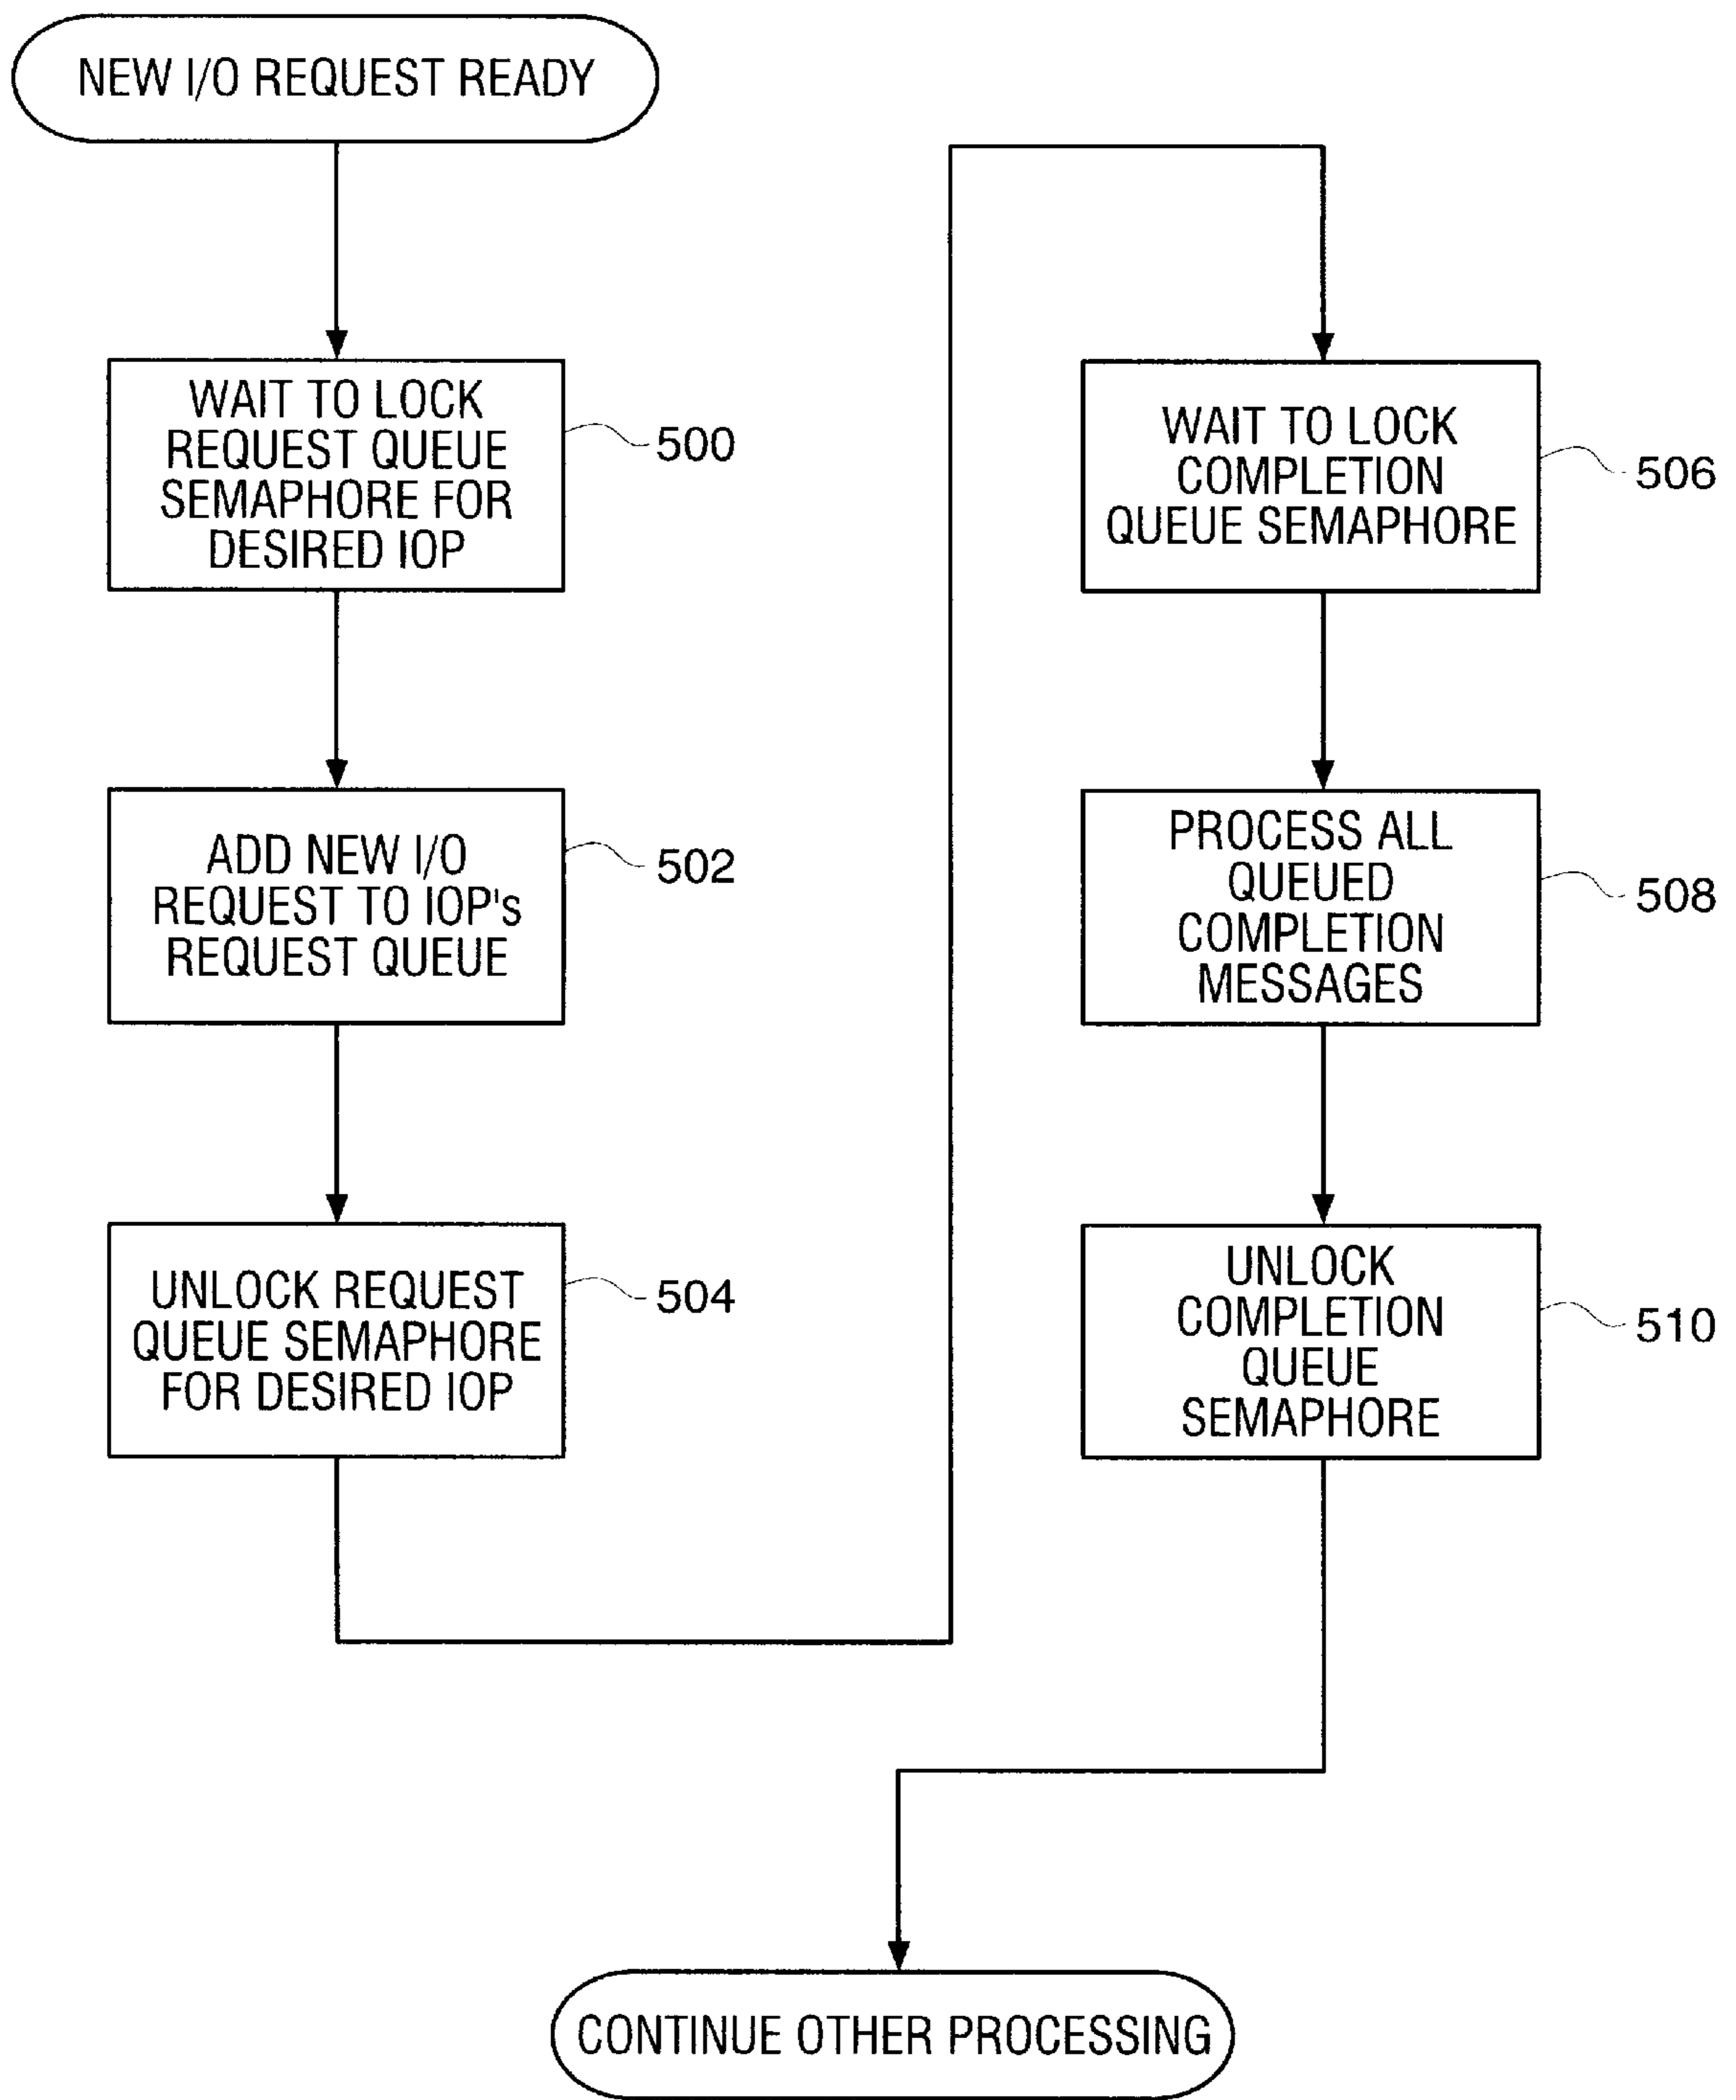 NEW I/O REQUEST READY
WAIT TO LOCK
REQUEST QUEUE
SEMAPHORE FOR
DESIRED IOP
500
ADD NEW I/O
REQUEST TO IOP's
REQUEST QUEUE
502
UNLOCK REQUEST
QUEUE SEMAPHORE
FOR DESIRED IOP
504
WAIT TO LOCK
COMPLETION
QUEUE SEMAPHORE
506
PROCESS ALL
QUEUED
COMPLETION
MESSAGES
508
UNLOCK
COMPLETION
QUEUE
SEMAPHORE
510
CONTINUE OTHER PROCESSING